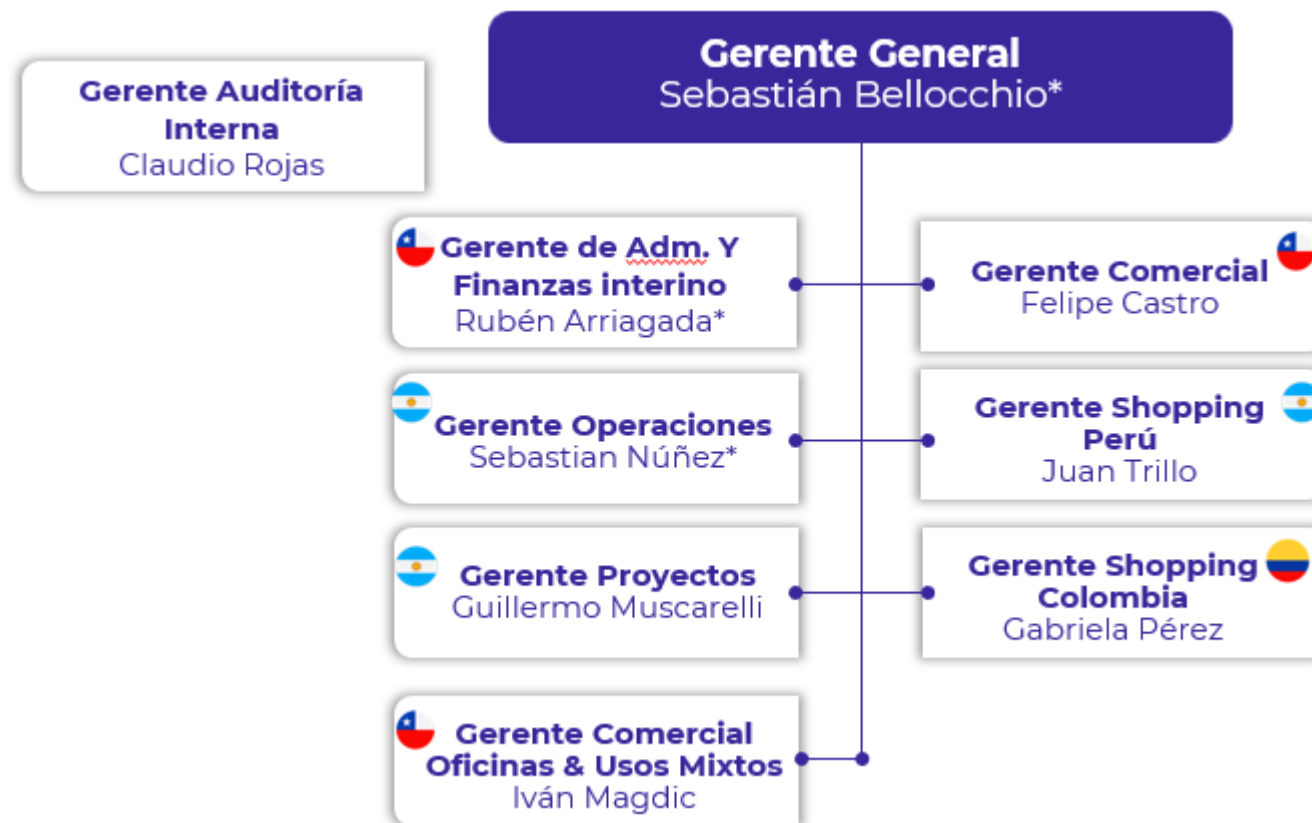 Gerente General
Sebastián Bellocchio*
Gerente Auditoría
Interna
Claudio Rojas
Gerente de Adm. Y
Finanzas interino
Rubén Arriagada*
Gerente Comercial
Felipe Castro
Gerente Operaciones
Sebastian Núñez*
Gerente Shopping
Perú
Juan Trillo
Gerente Proyectos
Guillermo Muscarelli
Gerente Shopping
Colombia
Gabriela Pérez
Gerente Comercial
Oficinas & Usos Mixtos
Iván Magdic